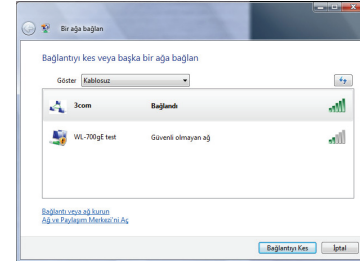 Bir ağa bağlan
Bağlantıyı kes veya başka bir ağa bağlan
Göster Kablosuz
3com Bağlandı
WL-700gE test Güvenli olmayan ağ
Bağlantı veya ağ kurun
Ağ ve Paylaşım Merkezi'ni Aç
Bağlantıyı Kes İptal